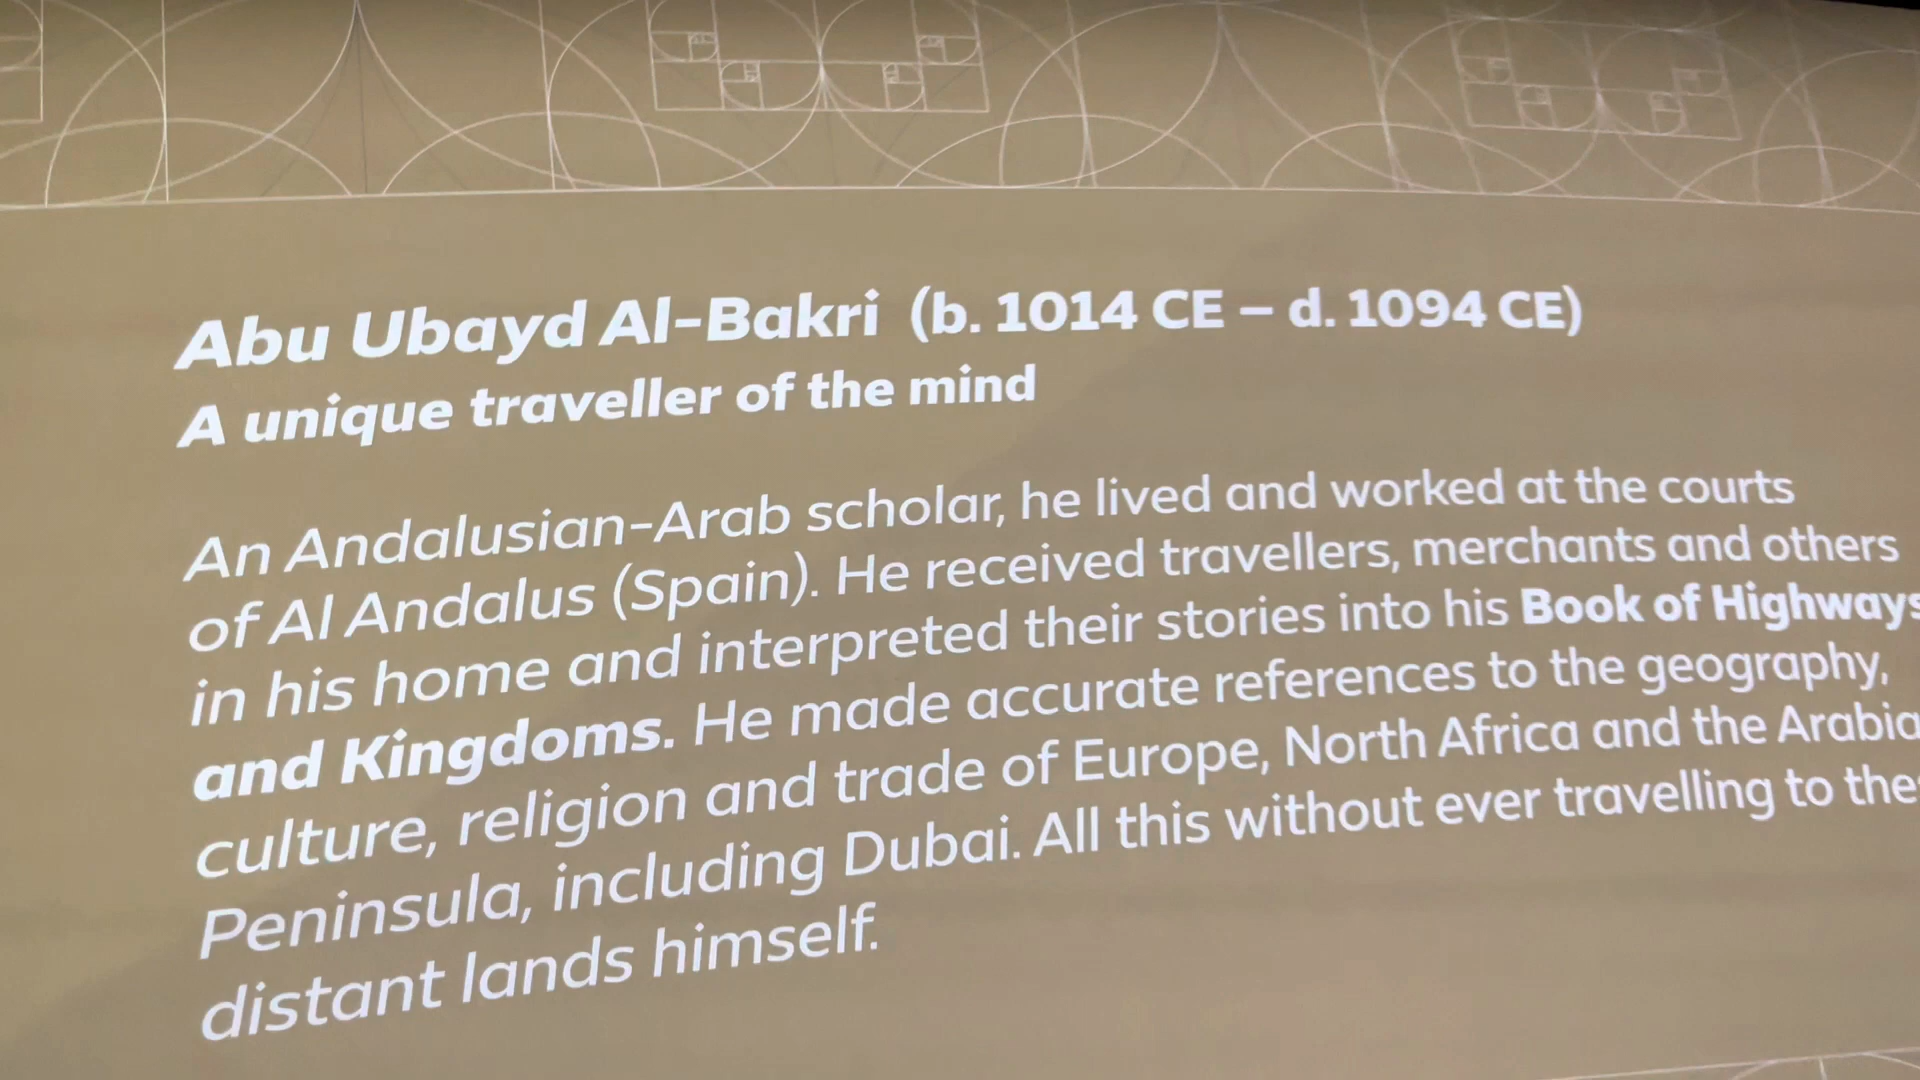 Abu Ubayd Al-Bakri (b. 1014 CE – d. 1094 CE)
A unique traveller of the mind
An Andalusian-Arab scholar, he lived and worked at the courts
of Al Andalus (Spain). He received travellers, merchants and others
in his home and interpreted their stories into his Book of Highways
and Kingdoms. He made accurate references to the geography,
culture, religion and trade of Europe, North Africa and the
Peninsula, including Dubai. All this without ever travelling to
distant lands himself.